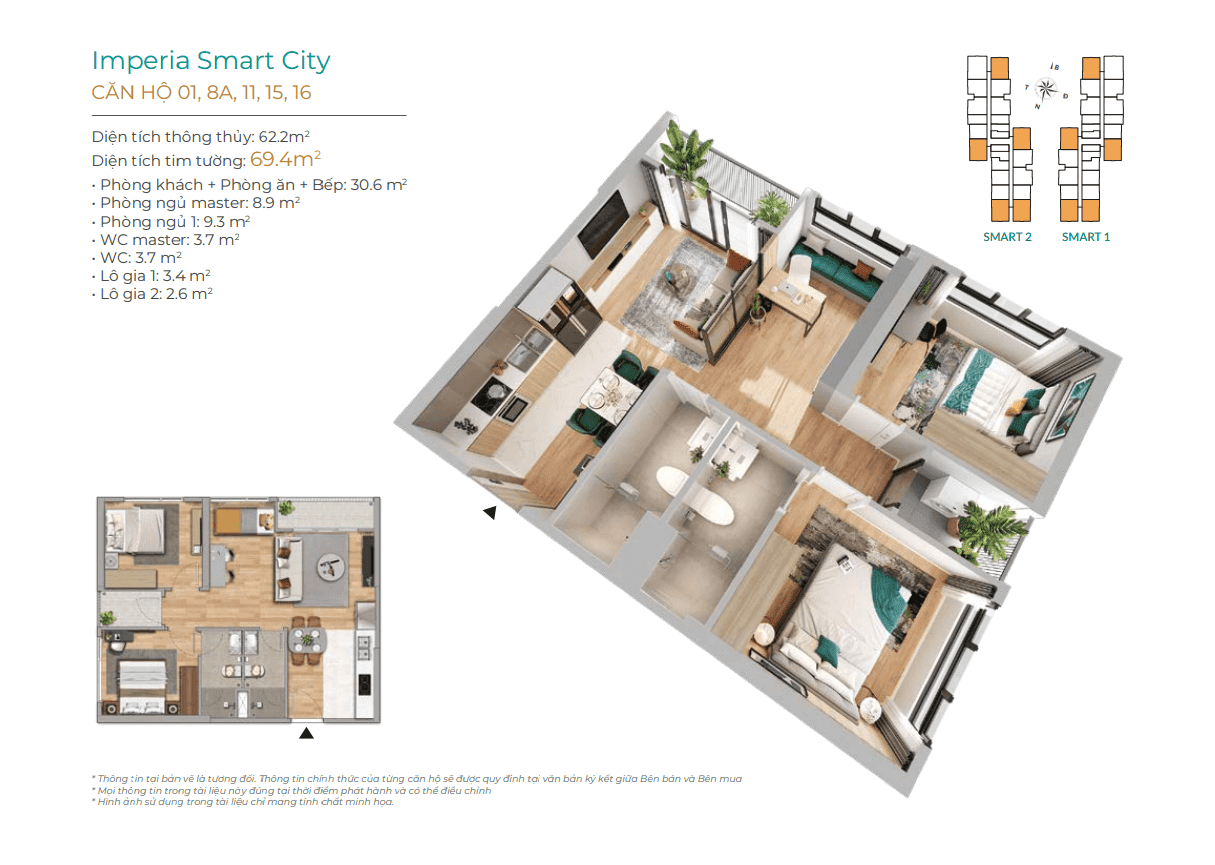 Imperia Smart City
CĂN HỘ 01, 8A, 11, 15, 16
Diện tích thông thủy: 62.2m²
Diện tích tim tường: 69.4m²
• Phòng khách + Phòng ăn + Bếp: 30.6 m²
• Phòng ngủ master: 8.9 m²
• Phòng ngủ 1: 9.3 m²
• WC master: 3.7 m²
• WC: 3.7 m²
• Lô gia 1: 3.4 m²
• Lô gia 2: 2.6 m²
B
T
Đ
N
SMART 2 SMART 1
* Thông tin tại bản vẽ là tương đối. Thông tin chính thức của từng căn hộ sẽ được quy định tại văn bản ký kết giữa Bên bán và Bên mua
* Mọi thông tin trong tài liệu này đúng tại thời điểm phát hành và có thể điều chỉnh
* Hình ảnh sử dụng trong tài liệu chỉ mang tính chất minh họa.